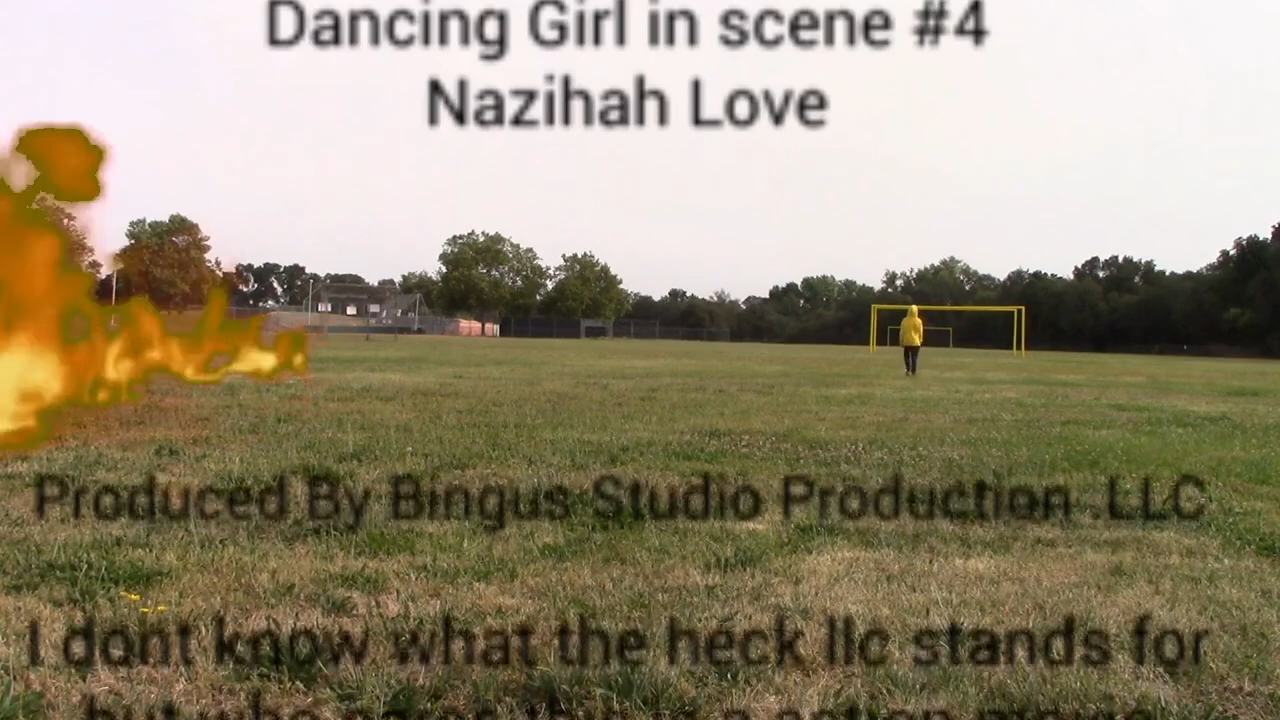 Dancing Girl in scene #4
Nazihah Love
Produced By Bingus Studio Production .LLC
I dont know what the heck llc stands for
but